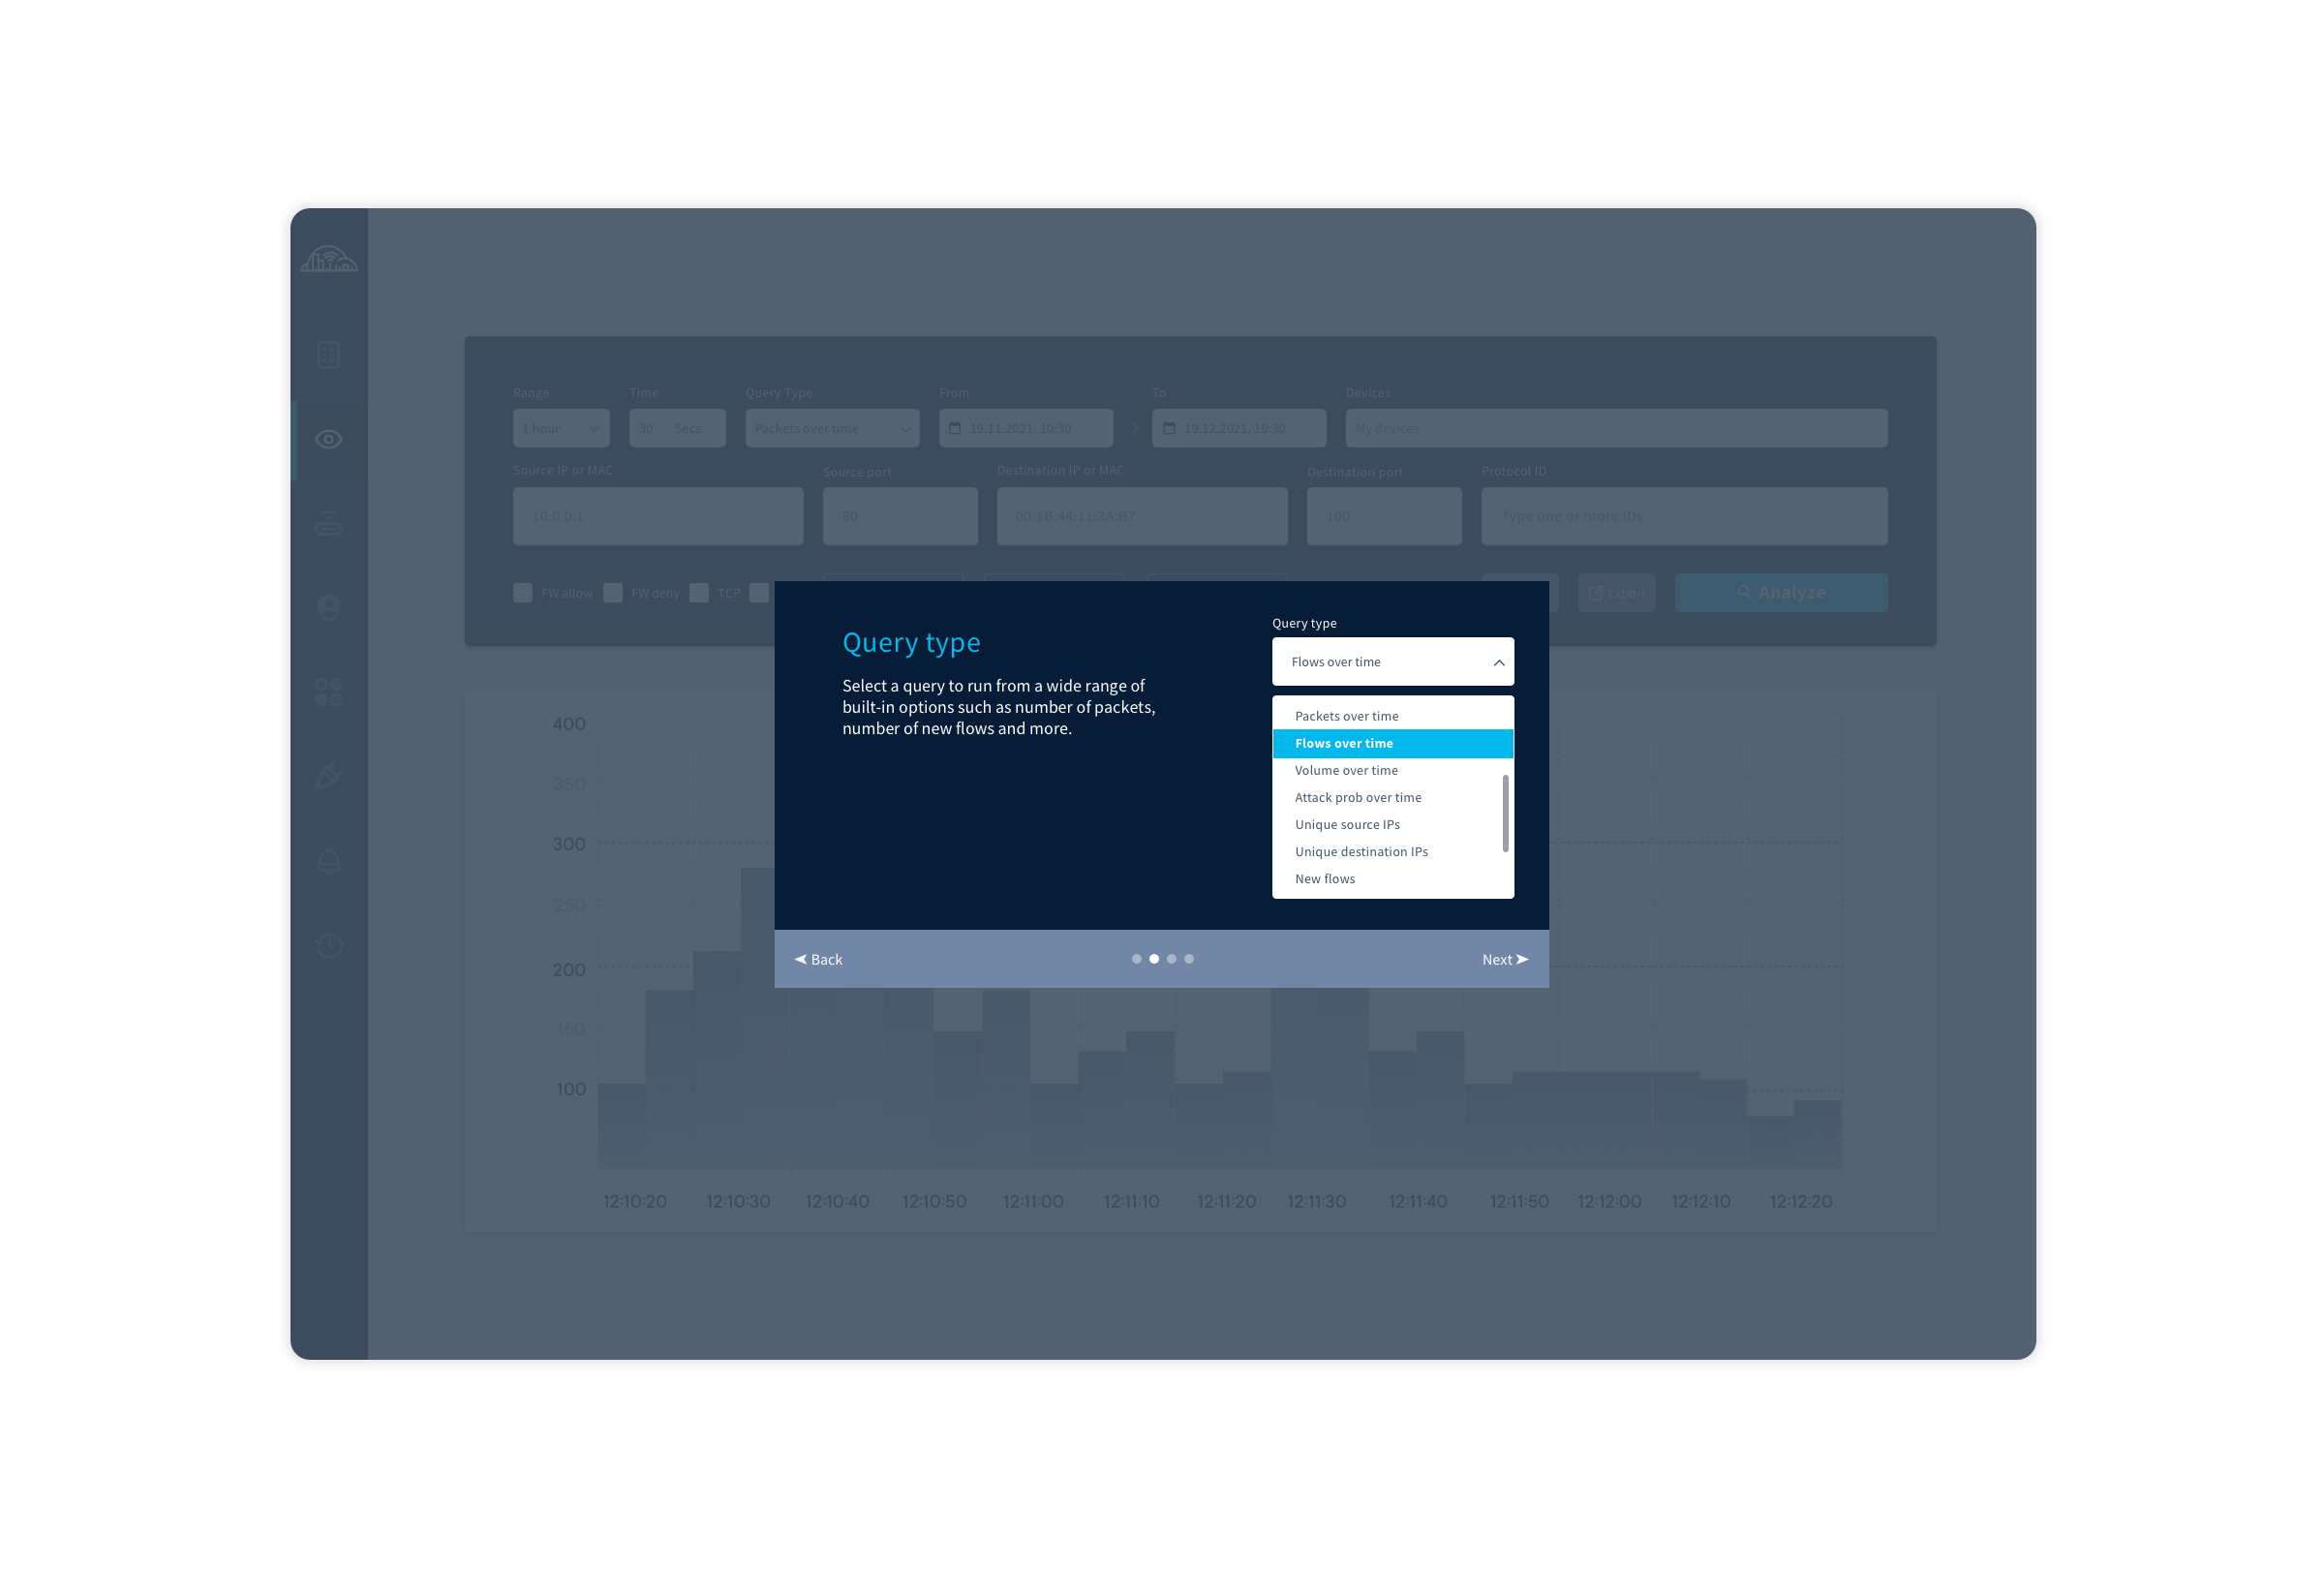 Range Time Query Type From To Devices
1 hour 30 Secs Packets over time 19.11.2021, 10:30 19.12.2021, 10:30 My devices
Source IP or MAC Source port Destination IP or MAC Destination port Protocol ID
10.0.0.1 80 00:1B:44:11:3A:B7 100 Type one or more IDs
FW allow FW deny TCP Export Analyze
Query type
Select a query to run from a wide range of
built-in options such as number of packets,
number of new flows and more.
Query type
Flows over time
Packets over time
Flows over time
Volume over time
Attack prob over time
Unique source IPs
Unique destination IPs
New flows
Back Next
400
350
300
250
200
150
100
12:10:20 12:10:30 12:10:40 12:10:50 12:11:00 12:11:10 12:11:20 12:11:30 12:11:40 12:11:50 12:12:00 12:12:10 12:12:20